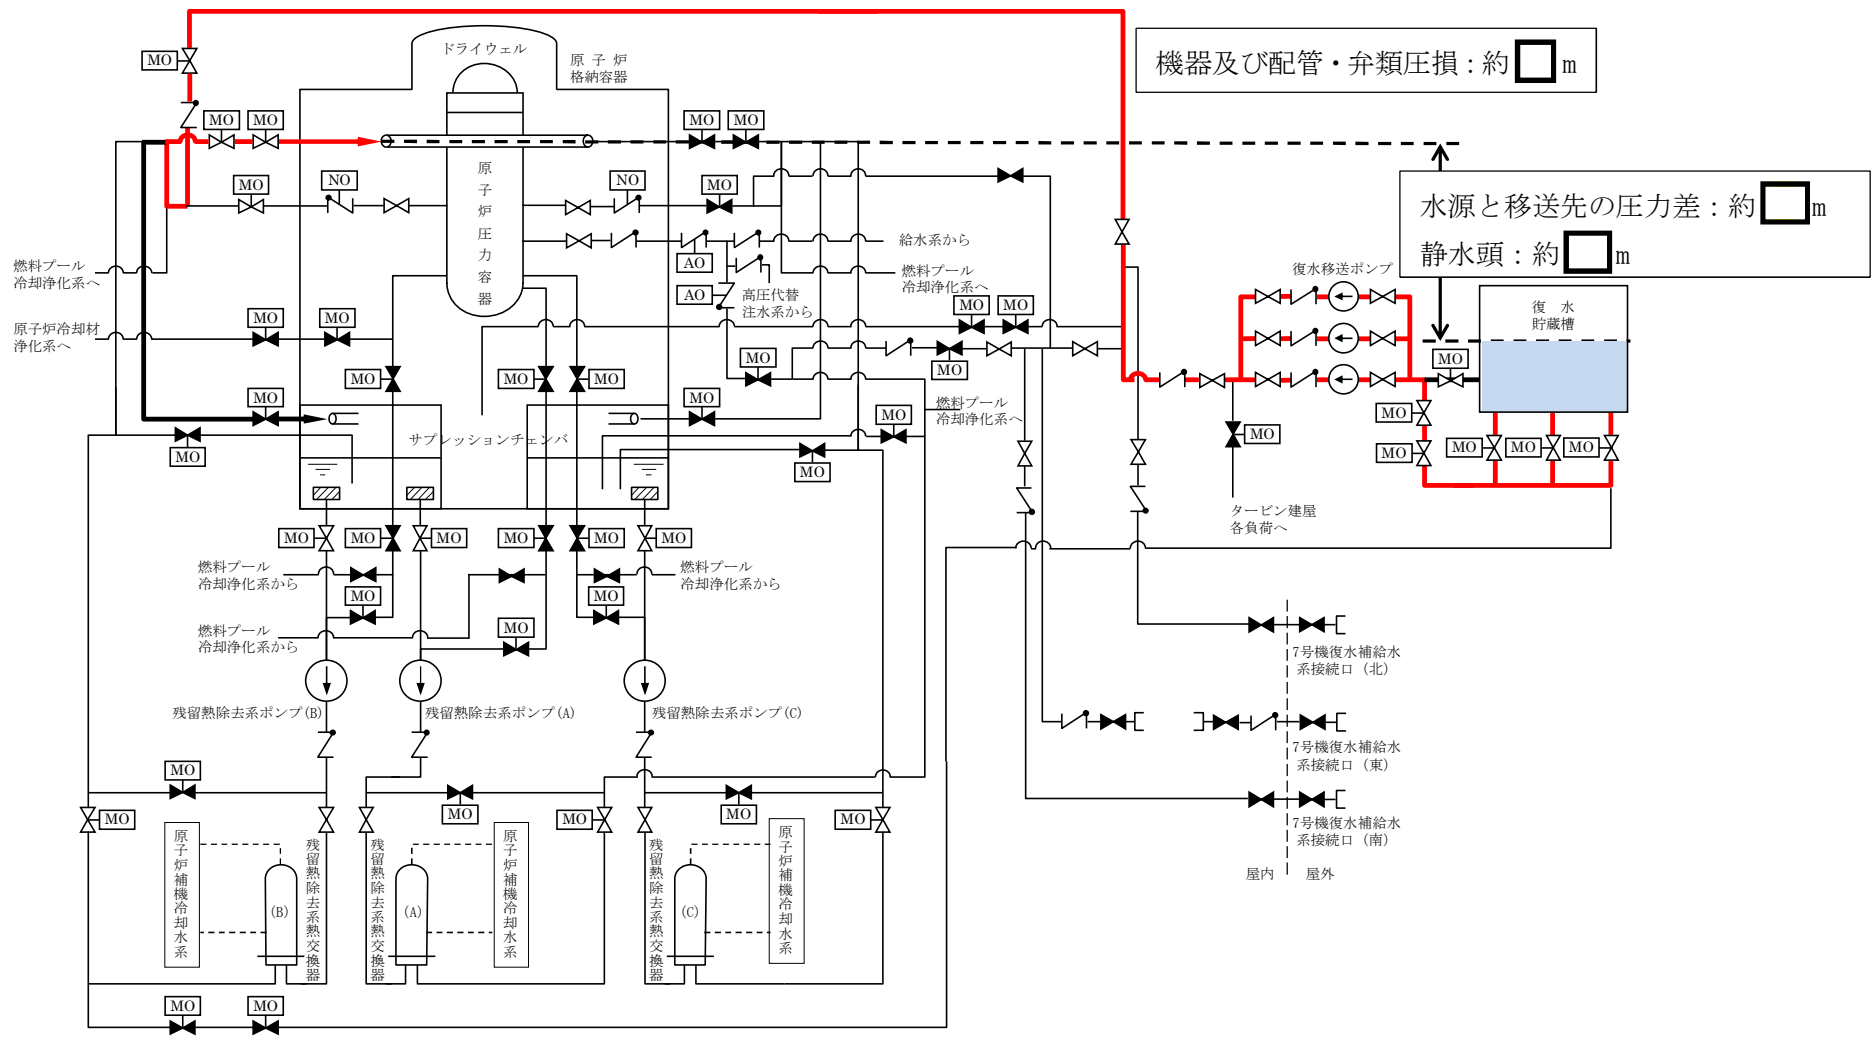 機器及び配管・弁類圧損：約 m
MO
ドライウェル
原子炉
格納容器
MO
MO
MO
MO
水源と移送先の圧力差：約 m
静水頭：約 m
MO
NO
原子炉圧力容器
NO
MO
給水系から
AO
燃料プール
冷却浄化系へ
燃料プール
冷却浄化系へ
AO
高圧代替
注水系から
復水移送ポンプ
復水
貯蔵槽
原子炉冷却材
浄化系へ
MO
MO
MO
MO
MO
MO
MO
MO
MO
MO
MO
MO
MO
MO
燃料プール
冷却浄化系へ
MO
MO
サプレッションチェンバ
MO
MO
MO
MO
MO
MO
MO
タービン建屋
各負荷へ
MO
MO
MO
MO
MO
MO
燃料プール
冷却浄化系から
燃料プール
冷却浄化系から
MO
MO
燃料プール
冷却浄化系から
MO
7号機復水補給水
系接続口（北）
残留熱除去系ポンプ(B)
残留熱除去系ポンプ(A)
残留熱除去系ポンプ(C)
7号機復水補給水
系接続口（東）
MO
MO
MO
MO
MO
MO
7号機復水補給水
系接続口（南）
屋内
屋外
原子炉補機冷却水系
(B)
残留熱除去系熱交換器
残留熱除去系熱交換器
(A)
原子炉補機冷却水系
残留熱除去系熱交換器
(C)
原子炉補機冷却水系
MO
MO